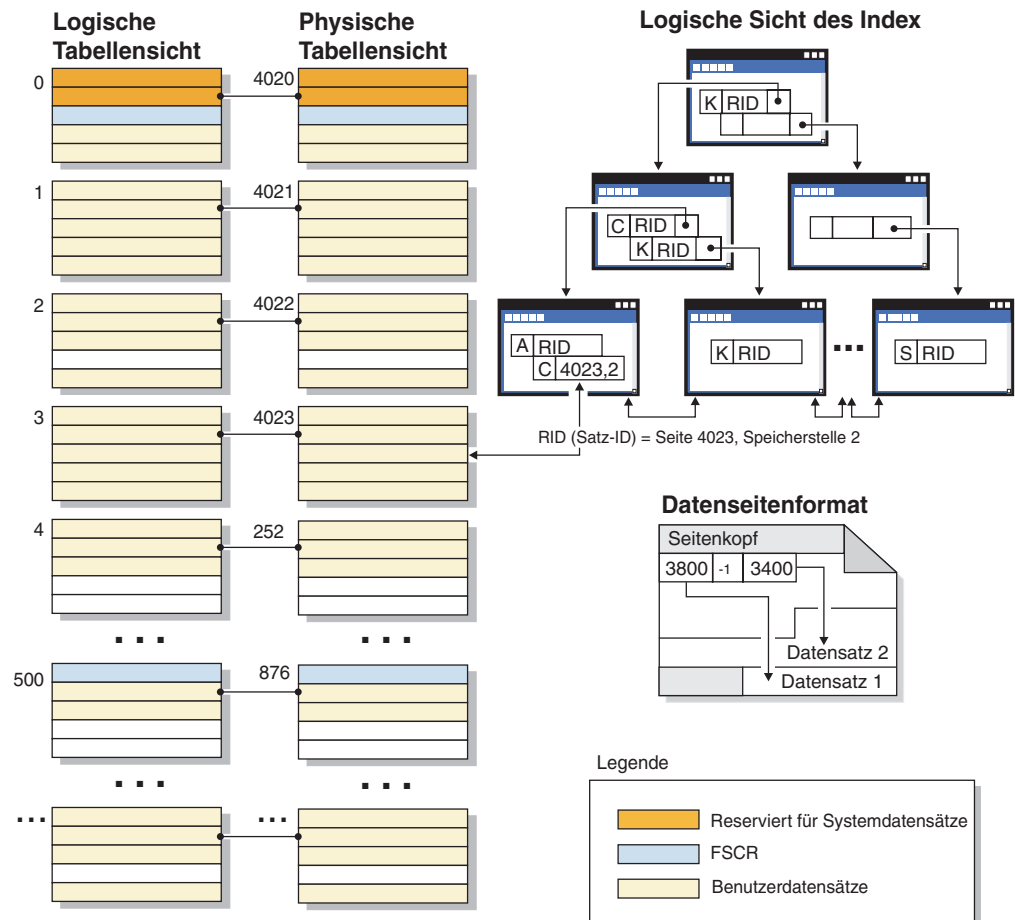 Logische
Tabellensicht
Physische
Tabellensicht
Logische Sicht des Index
0
4020
1
4021
2
4022
3
4023
4
252
...
...
500
876
...
...
...
...
K RID
C RID
K RID
A RID
C 4023,2
K RID
...
S RID
RID (Satz-ID) = Seite 4023, Speicherstelle 2
Datenseitenformat
Seitenkopf
3800 -1 3400
Datensatz 2
Datensatz 1
Legende
Reserviert für Systemdatensätze
FSCR
Benutzerdatensätze